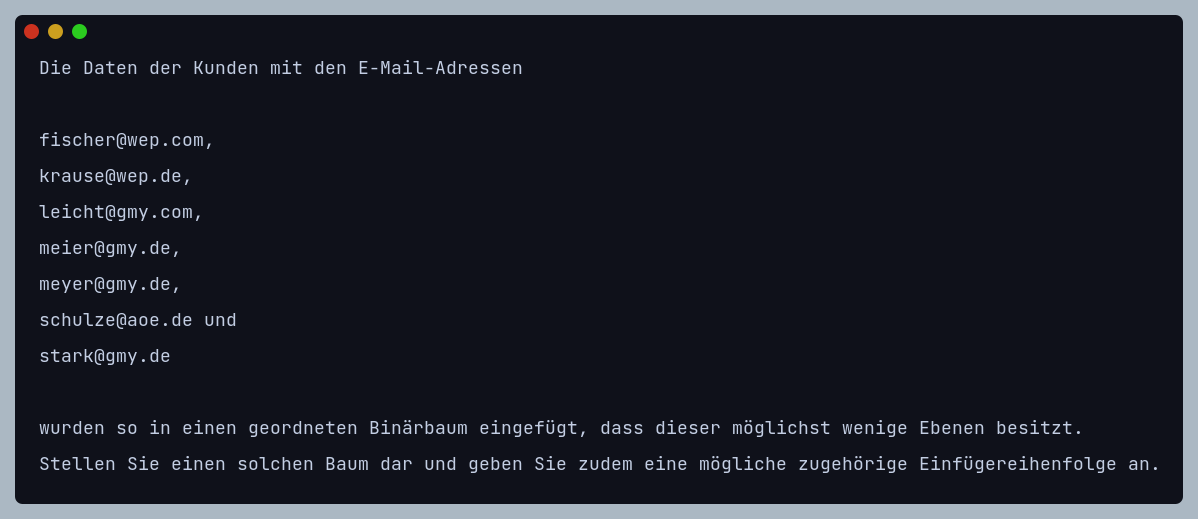 Die Daten der Kunden mit den E-Mail-Adressen
fischer@wep.com,
krause@wep.de,
leicht@gmy.com,
meier@gmy.de,
meyer@gmy.de,
schulze@aoe.de und
stark@gmy.de
wurden so in einen geordneten Binärbaum eingefügt, dass dieser möglichst wenige Ebenen besitzt.
Stellen Sie einen solchen Baum dar und geben Sie zudem eine mögliche zugehörige Einfügereihenfolge an.